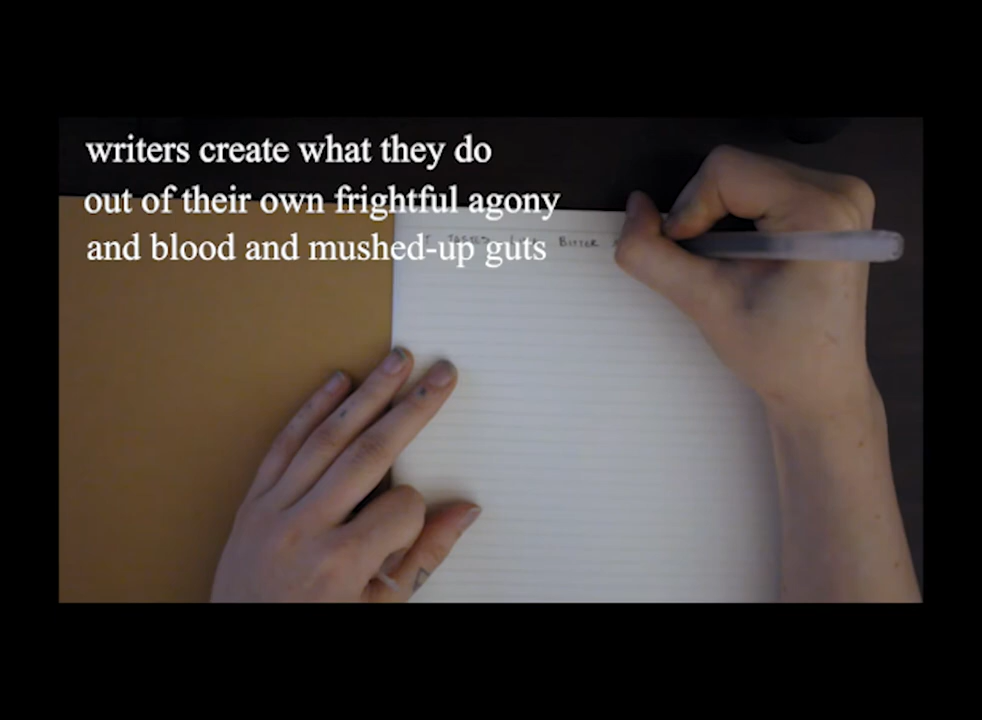 writers create what they do
out of their own frightful agony
and blood and mushed-up guts
BITTER